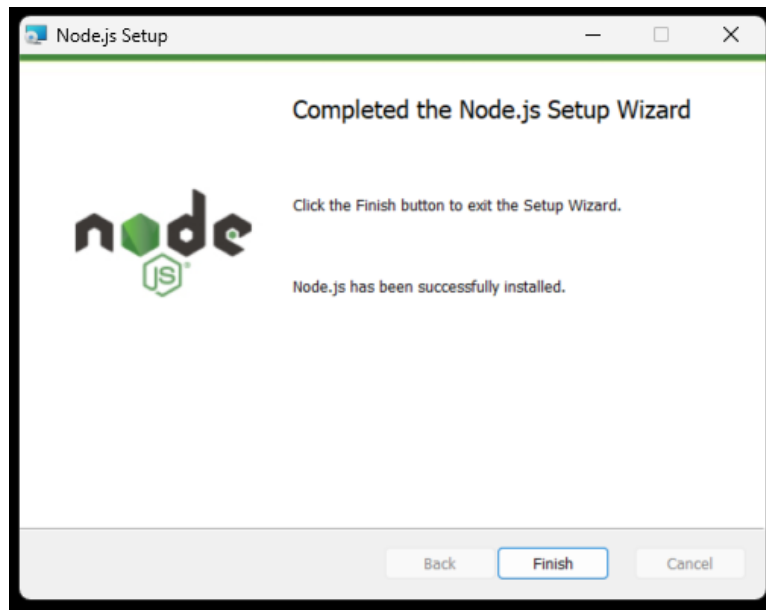 Node.js Setup
Completed the Node.js Setup Wizard
Click the Finish button to exit the Setup Wizard.
node
JS
Node.js has been successfully installed.
Back Finish Cancel